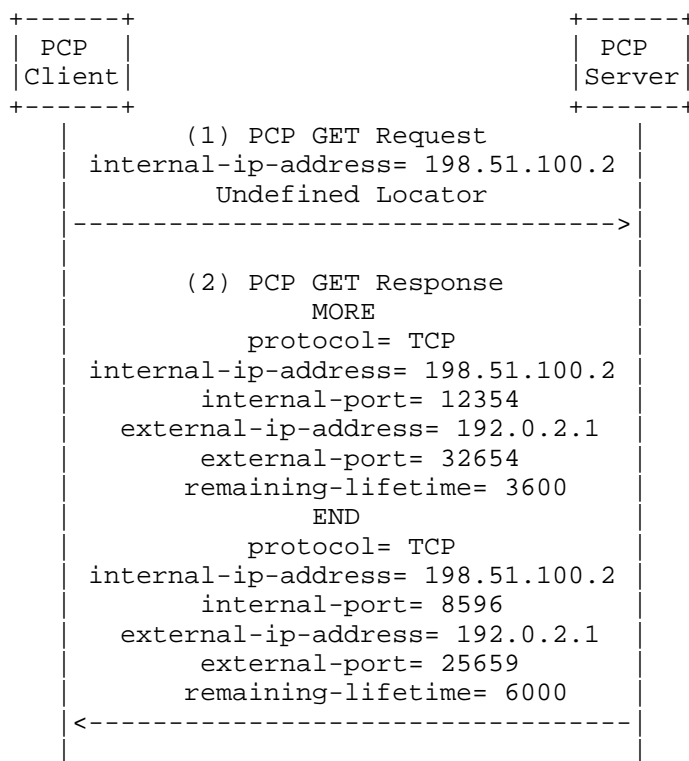 +------+ +------+
| PCP | | PCP |
|Client| |Server|
+------+ +------+
| (1) PCP GET Request |
| internal-ip-address= 198.51.100.2 |
| Undefined Locator |
|---------------------------------->|
| |
| (2) PCP GET Response |
| MORE |
| protocol= TCP |
| internal-ip-address= 198.51.100.2 |
| internal-port= 12354 |
| external-ip-address= 192.0.2.1 |
| external-port= 32654 |
| remaining-lifetime= 3600 |
| END |
| protocol= TCP |
| internal-ip-address= 198.51.100.2 |
| internal-port= 8596 |
| external-ip-address= 192.0.2.1 |
| external-port= 25659 |
| remaining-lifetime= 6000 |
|<----------------------------------|
| |